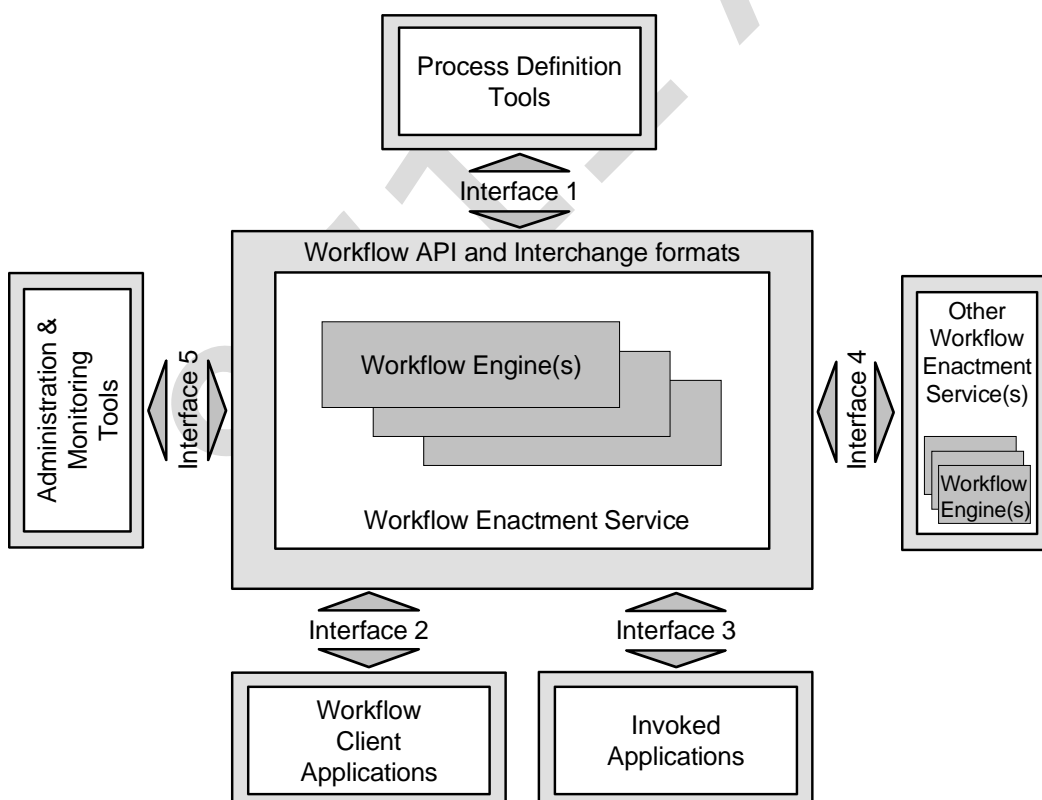 Process Definition
Tools
Interface 1
Workflow API and Interchange formats
Administration &
Monitoring
Tools
Interface 5
Workflow Engine(s)
Workflow Enactment Service
Interface 4
Other
Workflow
Enactment
Service(s)
Workflow
Engine(s)
Interface 2
Interface 3
Workflow
Client
Applications
Invoked
Applications